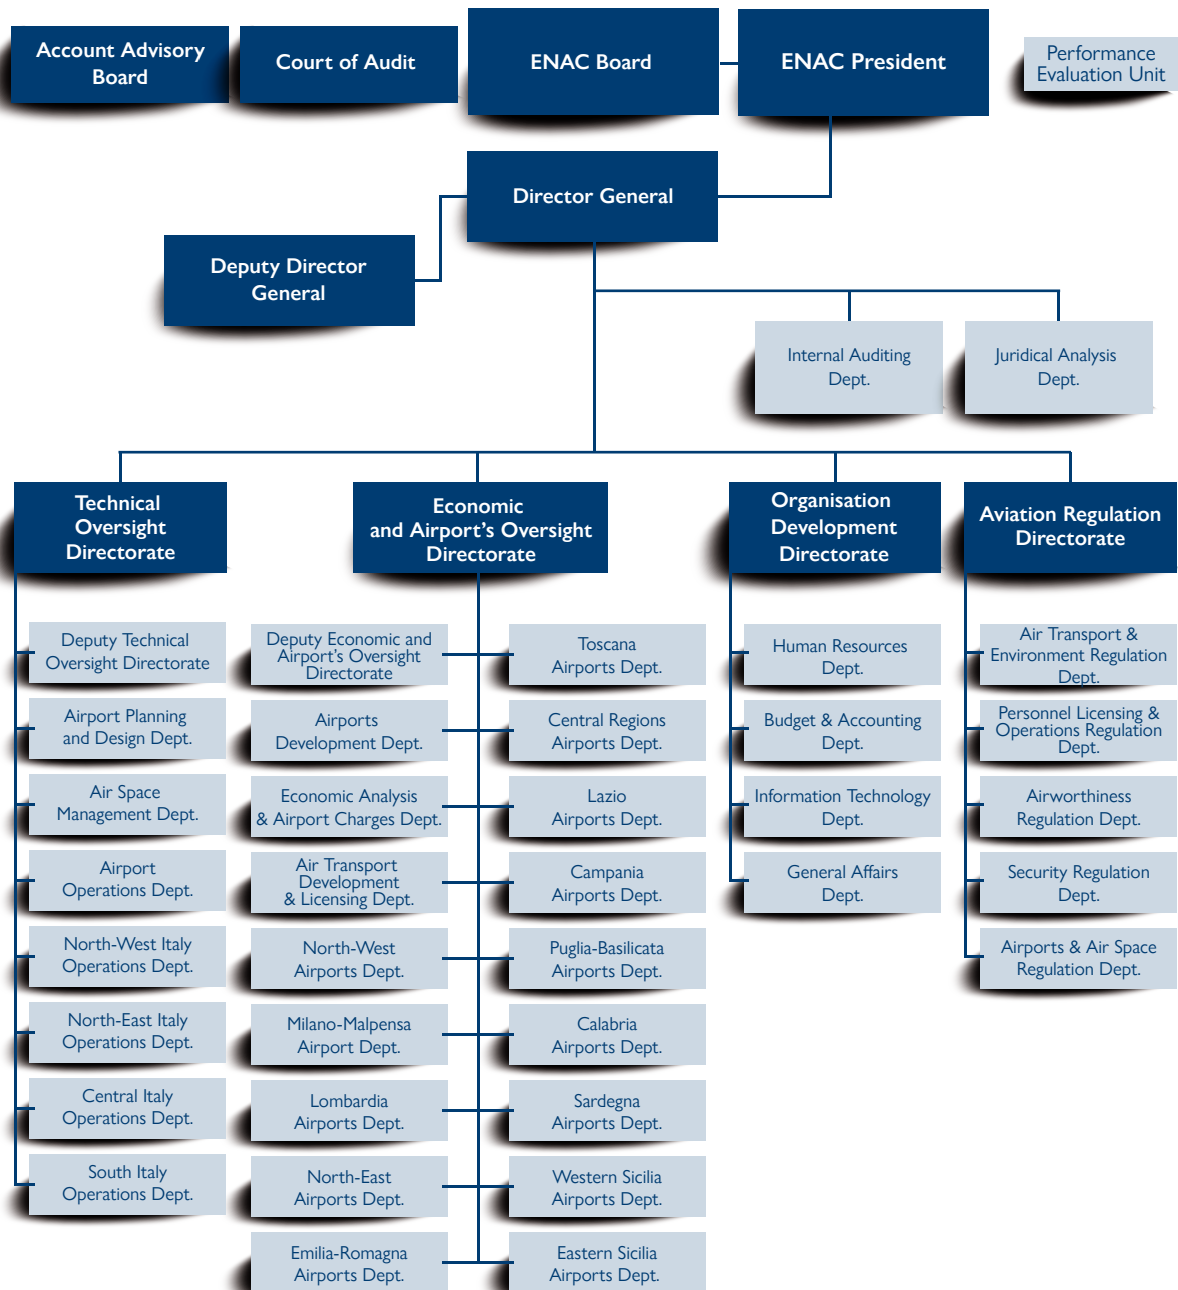 Account Advisory
Board
Court of Audit
ENAC Board
ENAC President
Performance
Evaluation Unit
Director General
Deputy Director
General
Internal Auditing
Dept.
Juridical Analysis
Dept.
Technical
Oversight
Directorate
Economic
and Airport's Oversight
Directorate
Organisation
Development
Directorate
Aviation Regulation
Directorate
Deputy Technical
Oversight Directorate
Airport Planning
and Design Dept.
Air Space
Management Dept.
Airport
Operations Dept.
North-West Italy
Operations Dept.
North-East Italy
Operations Dept.
Central Italy
Operations Dept.
South Italy
Operations Dept.
Deputy Economic and
Airport's Oversight
Directorate
Airports
Development Dept.
Economic Analysis
& Airport Charges Dept.
Air Transport
Development
& Licensing Dept.
North-West
Airports Dept.
Milano-Malpensa
Airport Dept.
Lombardia
Airports Dept.
North-East
Airports Dept.
Emilia-Romagna
Airports Dept.
Toscana
Airports Dept.
Central Regions
Airports Dept.
Lazio
Airports Dept.
Campania
Airports Dept.
Puglia-Basilicata
Airports Dept.
Calabria
Airports Dept.
Sardegna
Airports Dept.
Western Sicilia
Airports Dept.
Eastern Sicilia
Airports Dept.
Human Resources
Dept.
Budget & Accounting
Dept.
Information Technology
Dept.
General Affairs
Dept.
Air Transport &
Environment Regulation
Dept.
Personnel Licensing &
Operations Regulation
Dept.
Airworthiness
Regulation Dept.
Security Regulation
Dept.
Airports & Air Space
Regulation Dept.